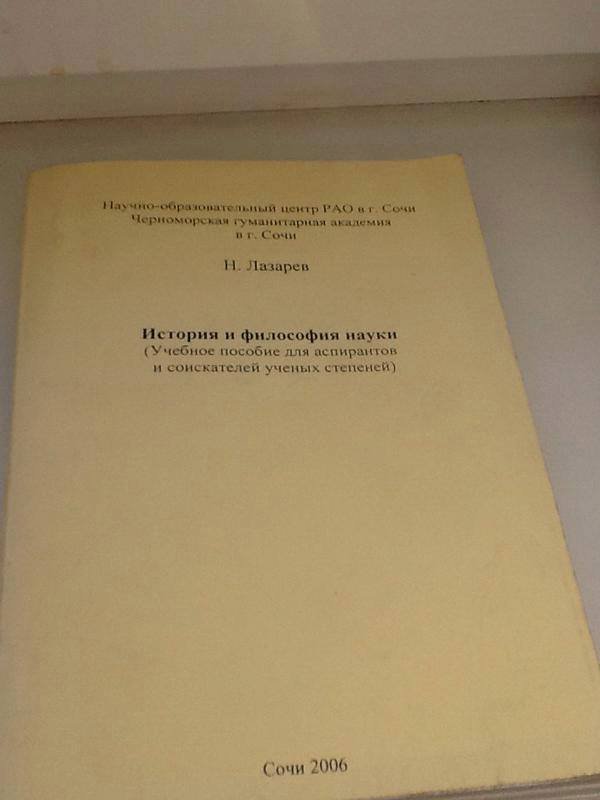 Научно-образовательный центр РАО в г. Сочи
Черноморская гуманитарная академия
в г. Сочи
Н. Лазарев
История и философия науки
(Учебное пособие для аспирантов
и соискателей ученых степеней)
Сочи 2006